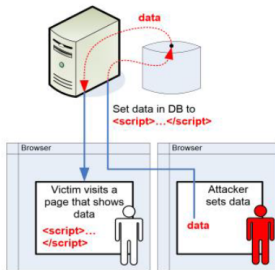 data
Set data in DB to
<script>...</script>
Browser
Browser
Victim visits a
page that shows
data
<script>...
</script>
Attacker
sets data
data